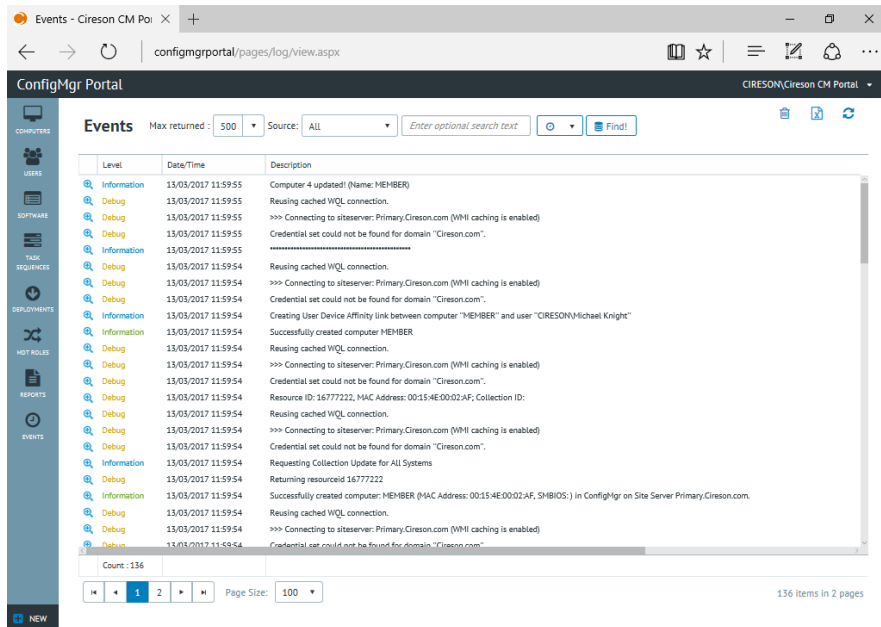 Events - Cireson CM Por
configmgrportal/pages/log/view.aspx
ConfigMgr Portal
CIRESON\Cireson CM Portal
COMPUTERS
USERS
SOFTWARE
TASK SEQUENCES
DEPLOYMENTS
MDT ROLES
REPORTS
EVENTS
NEW
Events Max returned : 500 Source: All Enter optional search text Find!
Level Date/Time Description
Information 13/03/2017 11:59:55 Computer 4 updated! (Name: MEMBER)
Debug 13/03/2017 11:59:55 Reusing cached WQL connection.
Debug 13/03/2017 11:59:55 >>> Connecting to siteserver: Primary.Cireson.com (WMI caching is enabled)
Debug 13/03/2017 11:59:55 Credential set could not be found for domain "Cireson.com".
Information 13/03/2017 11:59:55 ************************************************
Debug 13/03/2017 11:59:54 Reusing cached WQL connection.
Debug 13/03/2017 11:59:54 >>> Connecting to siteserver: Primary.Cireson.com (WMI caching is enabled)
Debug 13/03/2017 11:59:54 Credential set could not be found for domain "Cireson.com".
Information 13/03/2017 11:59:54 Creating User Device Affinity link between computer "MEMBER" and user "CIRESON\Michael Knight"
Information 13/03/2017 11:59:54 Successfully created computer MEMBER
Debug 13/03/2017 11:59:54 Reusing cached WQL connection.
Debug 13/03/2017 11:59:54 >>> Connecting to siteserver: Primary.Cireson.com (WMI caching is enabled)
Debug 13/03/2017 11:59:54 Credential set could not be found for domain "Cireson.com".
Debug 13/03/2017 11:59:54 Resource ID: 16777222, MAC Address: 00:15:4E:00:02:AF; Collection ID:
Debug 13/03/2017 11:59:54 Reusing cached WQL connection.
Debug 13/03/2017 11:59:54 >>> Connecting to siteserver: Primary.Cireson.com (WMI caching is enabled)
Debug 13/03/2017 11:59:54 Credential set could not be found for domain "Cireson.com".
Information 13/03/2017 11:59:54 Requesting Collection Update for All Systems
Debug 13/03/2017 11:59:54 Returning resourceid 16777222
Information 13/03/2017 11:59:54 Successfully created computer: MEMBER (MAC Address: 00:15:4E:00:02:AF, SMBIOS: ) in ConfigMgr on Site Server Primary.Cireson.com.
Debug 13/03/2017 11:59:54 Reusing cached WQL connection.
Debug 13/03/2017 11:59:54 >>> Connecting to siteserver: Primary.Cireson.com (WMI caching is enabled)
Debug 13/03/2017 11:59:54 Credential set could not be found for domain "Cireson.com".
Count : 136
1 2 Page Size: 100 136 items in 2 pages